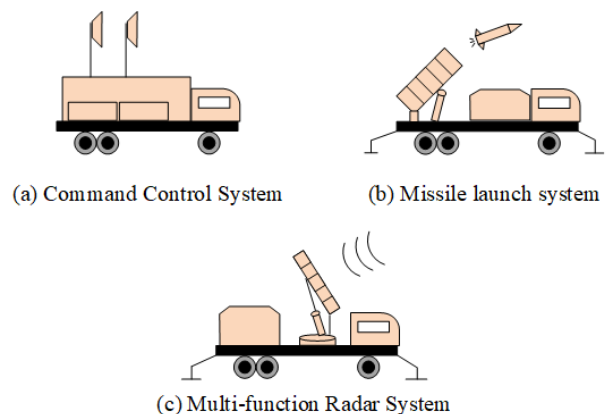 (a) Command Control System
(b) Missile launch system
(c) Multi-function Radar System